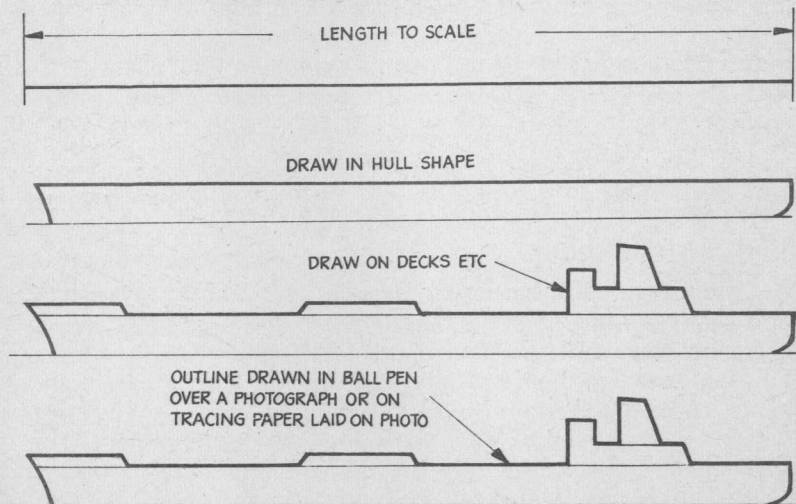 LENGTH TO SCALE
DRAW IN HULL SHAPE
DRAW ON DECKS ETC
OUTLINE DRAWN IN BALL PEN
OVER A PHOTOGRAPH OR ON
TRACING PAPER LAID ON PHOTO